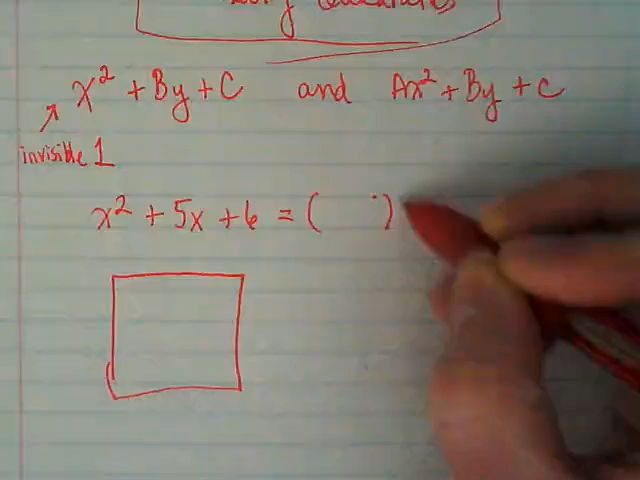 x² + By + C and Ax² + By + C
invisible 1
x² + 5x + 6 = ( )